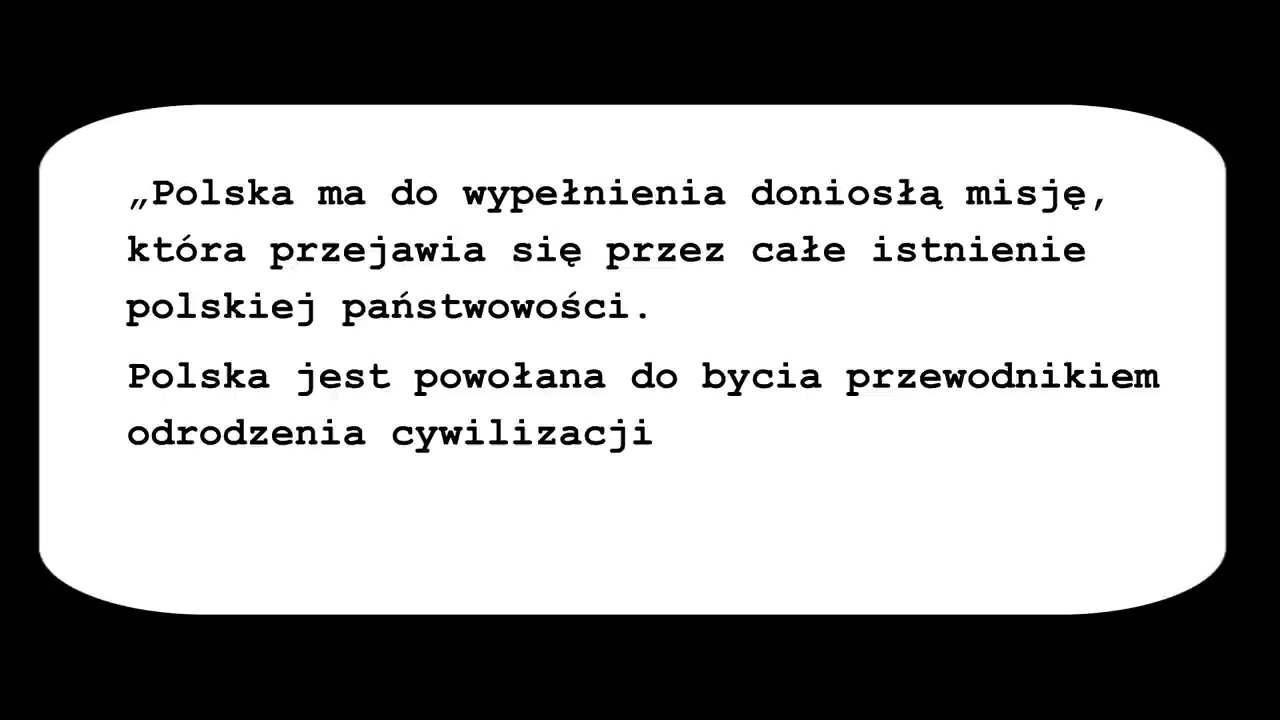 „Polska ma do wypełnienia doniosłą misję,
która przejawia się przez całe istnienie
polskiej państwowości.
Polska jest powołana do bycia przewodnikiem
odrodzenia cywilizacji